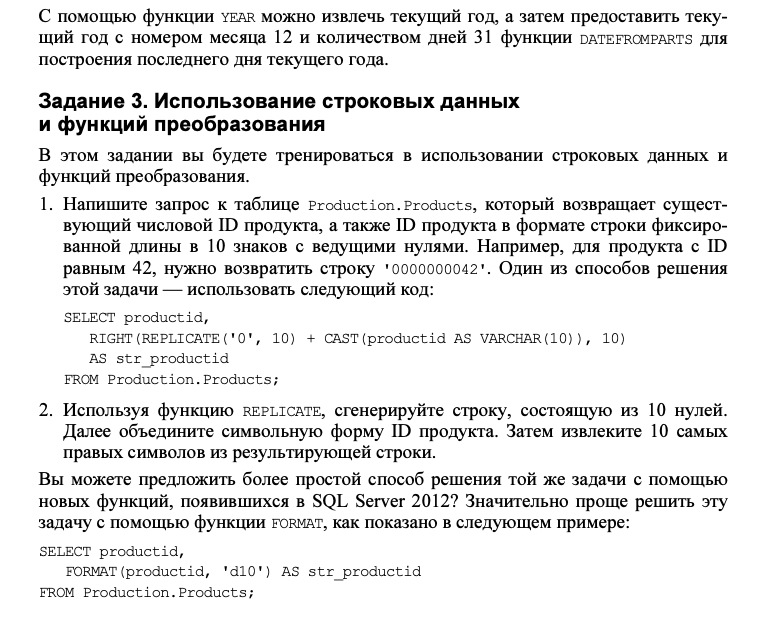 С помощью функции YEAR можно извлечь текущий год, а затем предоставить теку-
щий год с номером месяца 12 и количеством дней 31 функции DATEFROMPARTS для
построения последнего дня текущего года.
Задание 3. Использование строковых данных
и функций преобразования
В этом задании вы будете тренироваться в использовании строковых данных и
функций преобразования.
1. Напишите запрос к таблице Production.Products, который возвращает сущест-
вующий числовой ID продукта, а также ID продукта в формате строки фиксиро-
ванной длины в 10 знаков с ведущими нулями. Например, для продукта с ID
равным 42, нужно возвратить строку '0000000042'. Один из способов решения
этой задачи — использовать следующий код:
SELECT productid,
RIGHT(REPLICATE('0', 10) + CAST(productid AS VARCHAR(10)), 10)
AS str_productid
FROM Production.Products;
2. Используя функцию REPLICATE, сгенерируйте строку, состоящую из 10 нулей.
Далее объедините символьную форму ID продукта. Затем извлеките 10 самых
правых символов из результирующей строки.
Вы можете предложить более простой способ решения той же задачи с помощью
новых функций, появившихся в SQL Server 2012? Значительно проще решить эту
задачу с помощью функции FORMAT, как показано в следующем примере:
SELECT productid,
FORMAT(productid, 'd10') AS str_productid
FROM Production.Products;